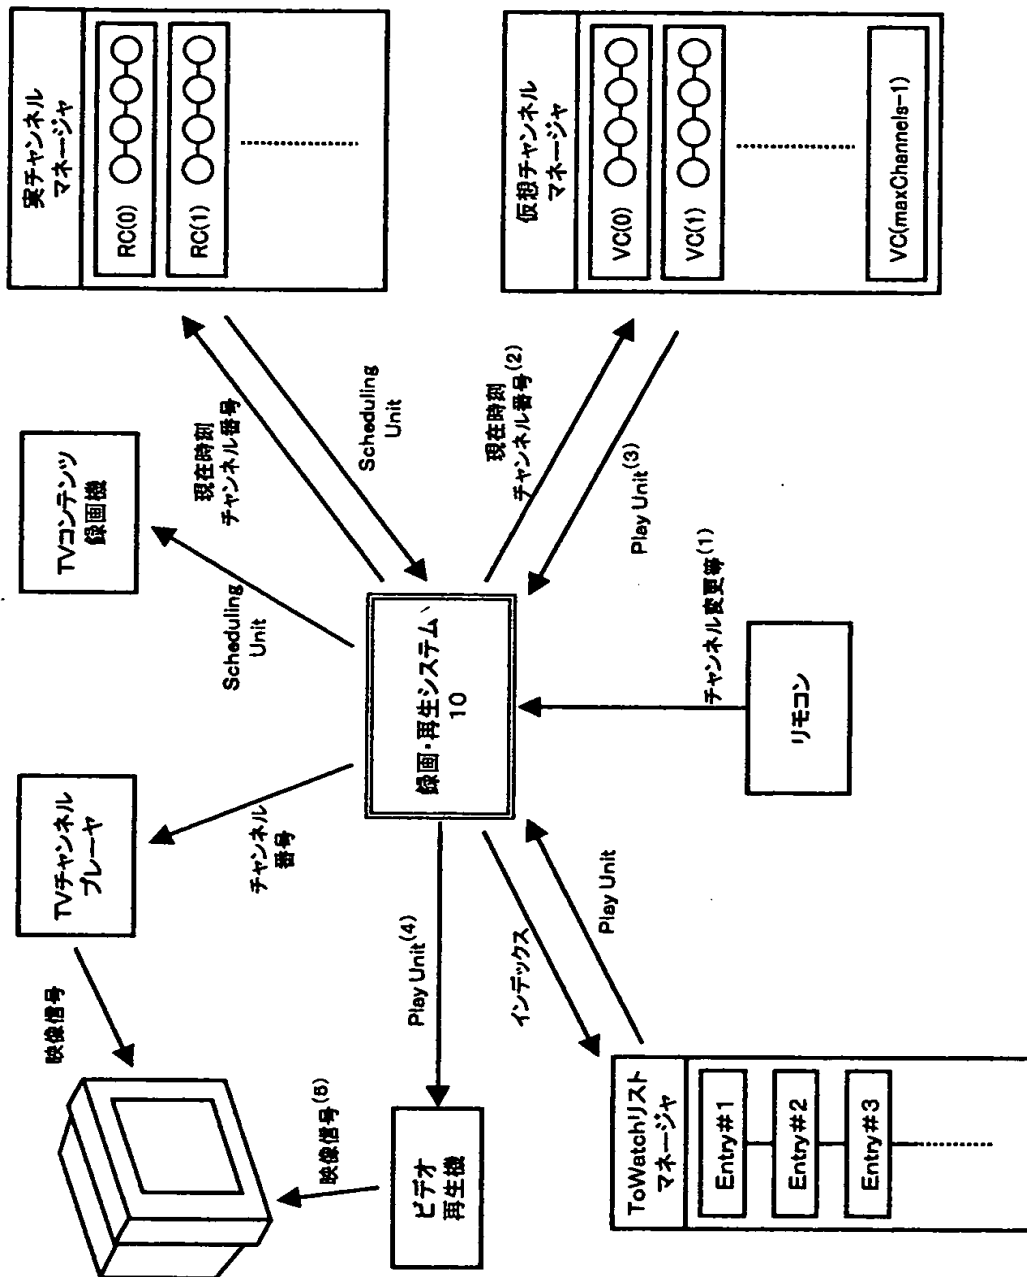 実チャンネル
マネージャ
RC(0)
RC(1)
仮想チャンネル
マネージャ
VC(0)
VC(1)
VC(maxChannels-1)
TVコンテンツ
録画機
現在時刻
チャンネル番号
Scheduling
Unit
現在時刻
チャンネル番号(2)
Play Unit(3)
Scheduling
Unit
録画・再生システム、
10
チャンネル変更等(1)
リモコン
TVチャンネル
プレーヤ
チャンネル
番号
映像信号
Play Unit(4)
インデックス
Play Unit
映像信号(5)
ビデオ
再生機
ToWatchリスト
マネージャ
Entry#1
Entry#2
Entry#3